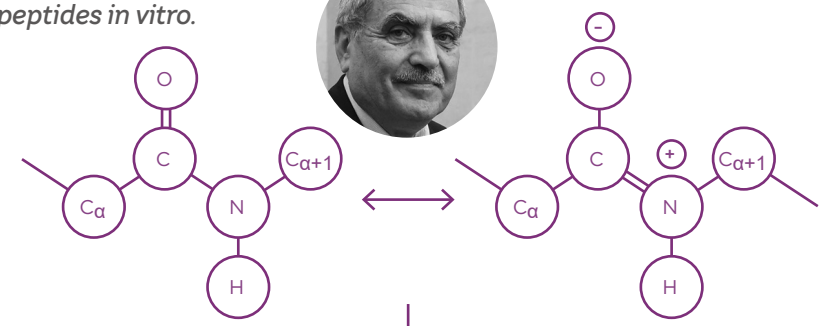 peptides in vitro.
O
C
Cα+1
Cα
N
H
-
O
C
+
Cα+1
Cα
N
H